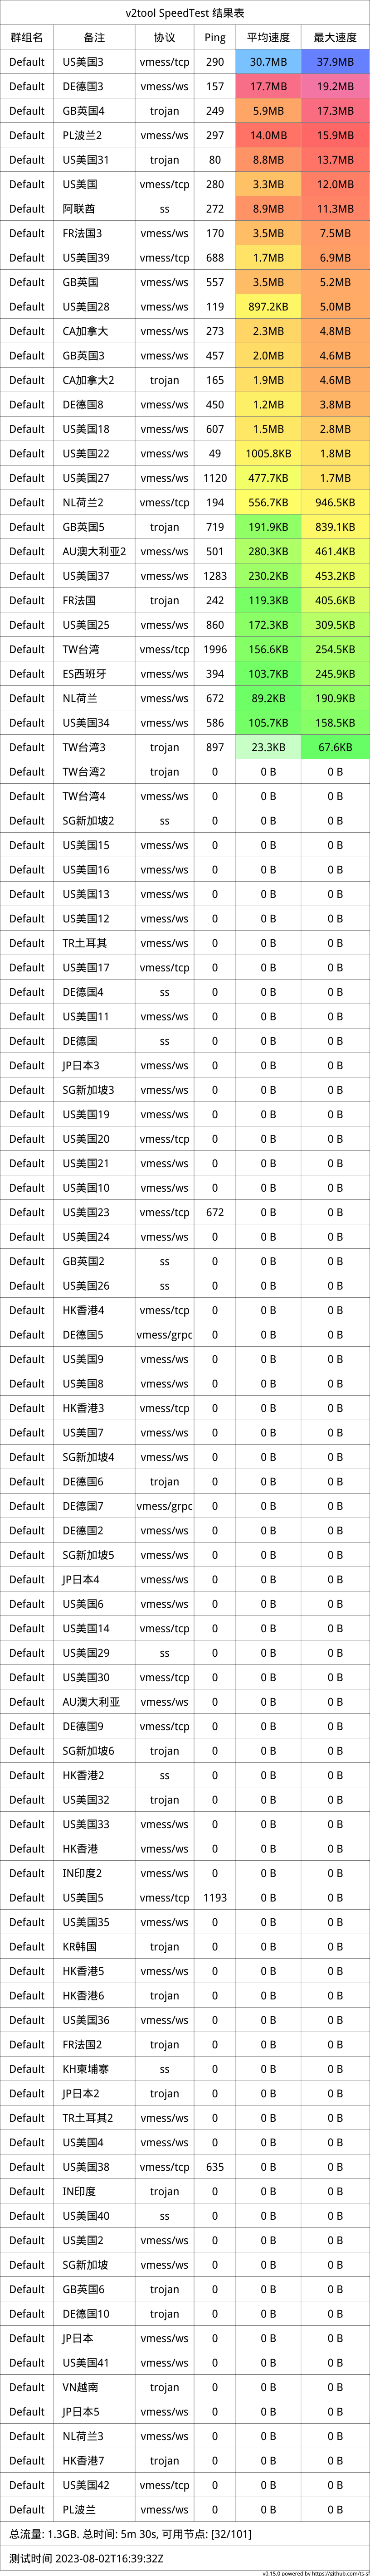 v2tool SpeedTest 结果表
群组名 备注 协议 Ping 平均速度 最大速度
Default US美国3 vmess/tcp 290 30.7MB 37.9MB
Default DE德国3 vmess/ws 157 17.7MB 19.2MB
Default GB英国4 trojan 249 5.9MB 17.3MB
Default PL波兰2 vmess/ws 297 14.0MB 15.9MB
Default US美国31 trojan 80 8.8MB 13.7MB
Default US美国 vmess/tcp 280 3.3MB 12.0MB
Default 阿联酋 ss 272 8.9MB 11.3MB
Default FR法国3 vmess/ws 170 3.5MB 7.5MB
Default US美国39 vmess/tcp 688 1.7MB 6.9MB
Default GB英国 vmess/ws 557 3.5MB 5.2MB
Default US美国28 vmess/ws 119 897.2KB 5.0MB
Default CA加拿大 vmess/ws 273 2.3MB 4.8MB
Default GB英国3 vmess/ws 457 2.0MB 4.6MB
Default CA加拿大2 trojan 165 1.9MB 4.6MB
Default DE德国8 vmess/ws 450 1.2MB 3.8MB
Default US美国18 vmess/ws 607 1.5MB 2.8MB
Default US美国22 vmess/ws 49 1005.8KB 1.8MB
Default US美国27 vmess/ws 1120 477.7KB 1.7MB
Default NL荷兰2 vmess/tcp 194 556.7KB 946.5KB
Default GB英国5 trojan 719 191.9KB 839.1KB
Default AU澳大利亚2 vmess/ws 501 280.3KB 461.4KB
Default US美国37 vmess/ws 1283 230.2KB 453.2KB
Default FR法国 trojan 242 119.3KB 405.6KB
Default US美国25 vmess/ws 860 172.3KB 309.5KB
Default TW台湾 vmess/tcp 1996 156.6KB 254.5KB
Default ES西班牙 vmess/ws 394 103.7KB 245.9KB
Default NL荷兰 vmess/ws 672 89.2KB 190.9KB
Default US美国34 vmess/ws 586 105.7KB 158.5KB
Default TW台湾3 trojan 897 23.3KB 67.6KB
Default TW台湾2 trojan 0 0 B 0 B
Default TW台湾4 vmess/ws 0 0 B 0 B
Default SG新加坡2 ss 0 0 B 0 B
Default US美国15 vmess/ws 0 0 B 0 B
Default US美国16 vmess/ws 0 0 B 0 B
Default US美国13 vmess/ws 0 0 B 0 B
Default US美国12 vmess/ws 0 0 B 0 B
Default TR土耳其 vmess/ws 0 0 B 0 B
Default US美国17 vmess/tcp 0 0 B 0 B
Default DE德国4 ss 0 0 B 0 B
Default US美国11 vmess/ws 0 0 B 0 B
Default DE德国 ss 0 0 B 0 B
Default JP日本3 vmess/ws 0 0 B 0 B
Default SG新加坡3 vmess/ws 0 0 B 0 B
Default US美国19 vmess/ws 0 0 B 0 B
Default US美国20 vmess/tcp 0 0 B 0 B
Default US美国21 vmess/ws 0 0 B 0 B
Default US美国10 vmess/ws 0 0 B 0 B
Default US美国23 vmess/tcp 672 0 B 0 B
Default US美国24 vmess/ws 0 0 B 0 B
Default GB英国2 ss 0 0 B 0 B
Default US美国26 ss 0 0 B 0 B
Default HK香港4 vmess/tcp 0 0 B 0 B
Default DE德国5 vmess/grpc 0 0 B 0 B
Default US美国9 vmess/ws 0 0 B 0 B
Default US美国8 vmess/ws 0 0 B 0 B
Default HK香港3 vmess/tcp 0 0 B 0 B
Default US美国7 vmess/ws 0 0 B 0 B
Default SG新加坡4 vmess/ws 0 0 B 0 B
Default DE德国6 trojan 0 0 B 0 B
Default DE德国7 vmess/grpc 0 0 B 0 B
Default DE德国2 vmess/ws 0 0 B 0 B
Default SG新加坡5 vmess/ws 0 0 B 0 B
Default JP日本4 vmess/ws 0 0 B 0 B
Default US美国6 vmess/ws 0 0 B 0 B
Default US美国14 vmess/tcp 0 0 B 0 B
Default US美国29 ss 0 0 B 0 B
Default US美国30 vmess/tcp 0 0 B 0 B
Default AU澳大利亚 vmess/ws 0 0 B 0 B
Default DE德国9 vmess/tcp 0 0 B 0 B
Default SG新加坡6 trojan 0 0 B 0 B
Default HK香港2 ss 0 0 B 0 B
Default US美国32 trojan 0 0 B 0 B
Default US美国33 vmess/ws 0 0 B 0 B
Default HK香港 vmess/ws 0 0 B 0 B
Default IN印度2 vmess/ws 0 0 B 0 B
Default US美国5 vmess/tcp 1193 0 B 0 B
Default US美国35 vmess/ws 0 0 B 0 B
Default KR韩国 trojan 0 0 B 0 B
Default HK香港5 vmess/ws 0 0 B 0 B
Default HK香港6 trojan 0 0 B 0 B
Default US美国36 vmess/ws 0 0 B 0 B
Default FR法国2 trojan 0 0 B 0 B
Default KH柬埔寨 ss 0 0 B 0 B
Default JP日本2 trojan 0 0 B 0 B
Default TR土耳其2 vmess/ws 0 0 B 0 B
Default US美国4 vmess/ws 0 0 B 0 B
Default US美国38 vmess/tcp 635 0 B 0 B
Default IN印度 trojan 0 0 B 0 B
Default US美国40 ss 0 0 B 0 B
Default US美国2 vmess/ws 0 0 B 0 B
Default SG新加坡 vmess/ws 0 0 B 0 B
Default GB英国6 trojan 0 0 B 0 B
Default DE德国10 trojan 0 0 B 0 B
Default JP日本 vmess/ws 0 0 B 0 B
Default US美国41 vmess/ws 0 0 B 0 B
Default VN越南 trojan 0 0 B 0 B
Default JP日本5 vmess/ws 0 0 B 0 B
Default NL荷兰3 vmess/ws 0 0 B 0 B
Default HK香港7 trojan 0 0 B 0 B
Default US美国42 vmess/tcp 0 0 B 0 B
Default PL波兰 vmess/ws 0 0 B 0 B
总流量: 1.3GB. 总时间: 5m 30s, 可用节点: [32/101]
测试时间 2023-08-02T16:39:32Z
v0.15.0 powered by https://github.com/ts-sf